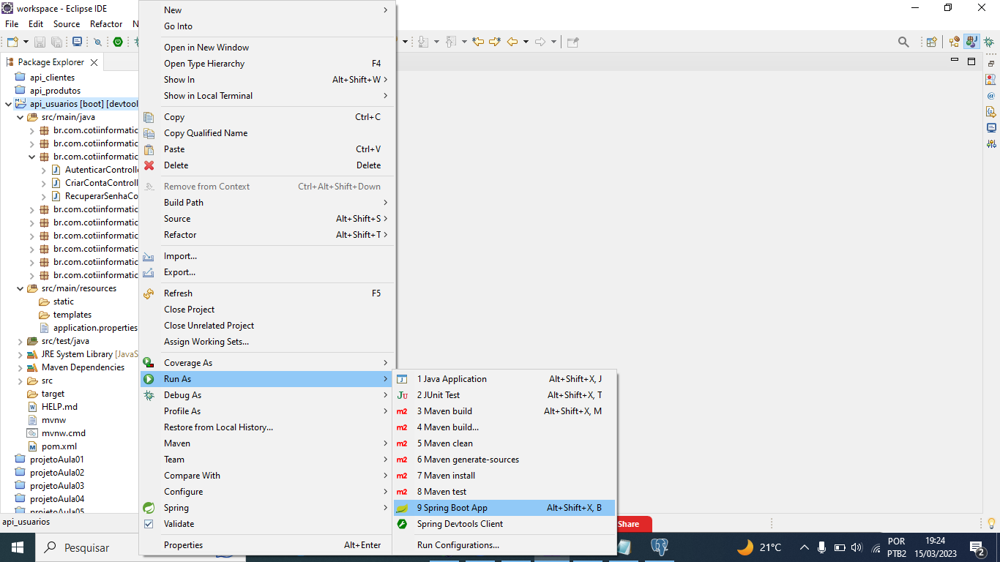 workspace - Eclipse IDE
File Edit Source Refactor N
Package Explorer
api_clientes
api_produtos
api_usuarios [boot] [devtool
src/main/java
br.com.cotiinformatic
br.com.cotiinformatic
br.com.cotiinformatic
AutenticarControlle
CriarContaControll
RecuperarSenhaCo
br.com.cotiinformatic
br.com.cotiinformatic
br.com.cotiinformatic
br.com.cotiinformatic
br.com.cotiinformatic
br.com.cotiinformatic
src/main/resources
static
templates
application.properties
src/test/java
JRE System Library [JavaS
Maven Dependencies
src
target
HELP.md
mvnw
mvnw.cmd
pom.xml
projetoAula01
projetoAula02
projetoAula03
projetoAula04
projetoAula05
api_usuarios
New
Go Into
Open in New Window
Open Type Hierarchy F4
Show In Alt+Shift+W
Show in Local Terminal
Copy Ctrl+C
Copy Qualified Name
Paste Ctrl+V
Delete Delete
Remove from Context Ctrl+Alt+Shift+Down
Build Path
Source Alt+Shift+S
Refactor Alt+Shift+T
Import...
Export...
Refresh F5
Close Project
Close Unrelated Project
Assign Working Sets...
Coverage As
Run As
Debug As
Profile As
Restore from Local History...
Maven
Team
Compare With
Configure
Spring
Validate
Properties Alt+Enter
1 Java Application Alt+Shift+X, J
2 JUnit Test Alt+Shift+X, T
3 Maven build Alt+Shift+X, M
4 Maven build...
5 Maven clean
6 Maven generate-sources
7 Maven install
8 Maven test
9 Spring Boot App Alt+Shift+X, B
Spring Devtools Client
Run Configurations...
Share
Pesquisar
21°C
POR
PTB2
19:24
15/03/2023
2